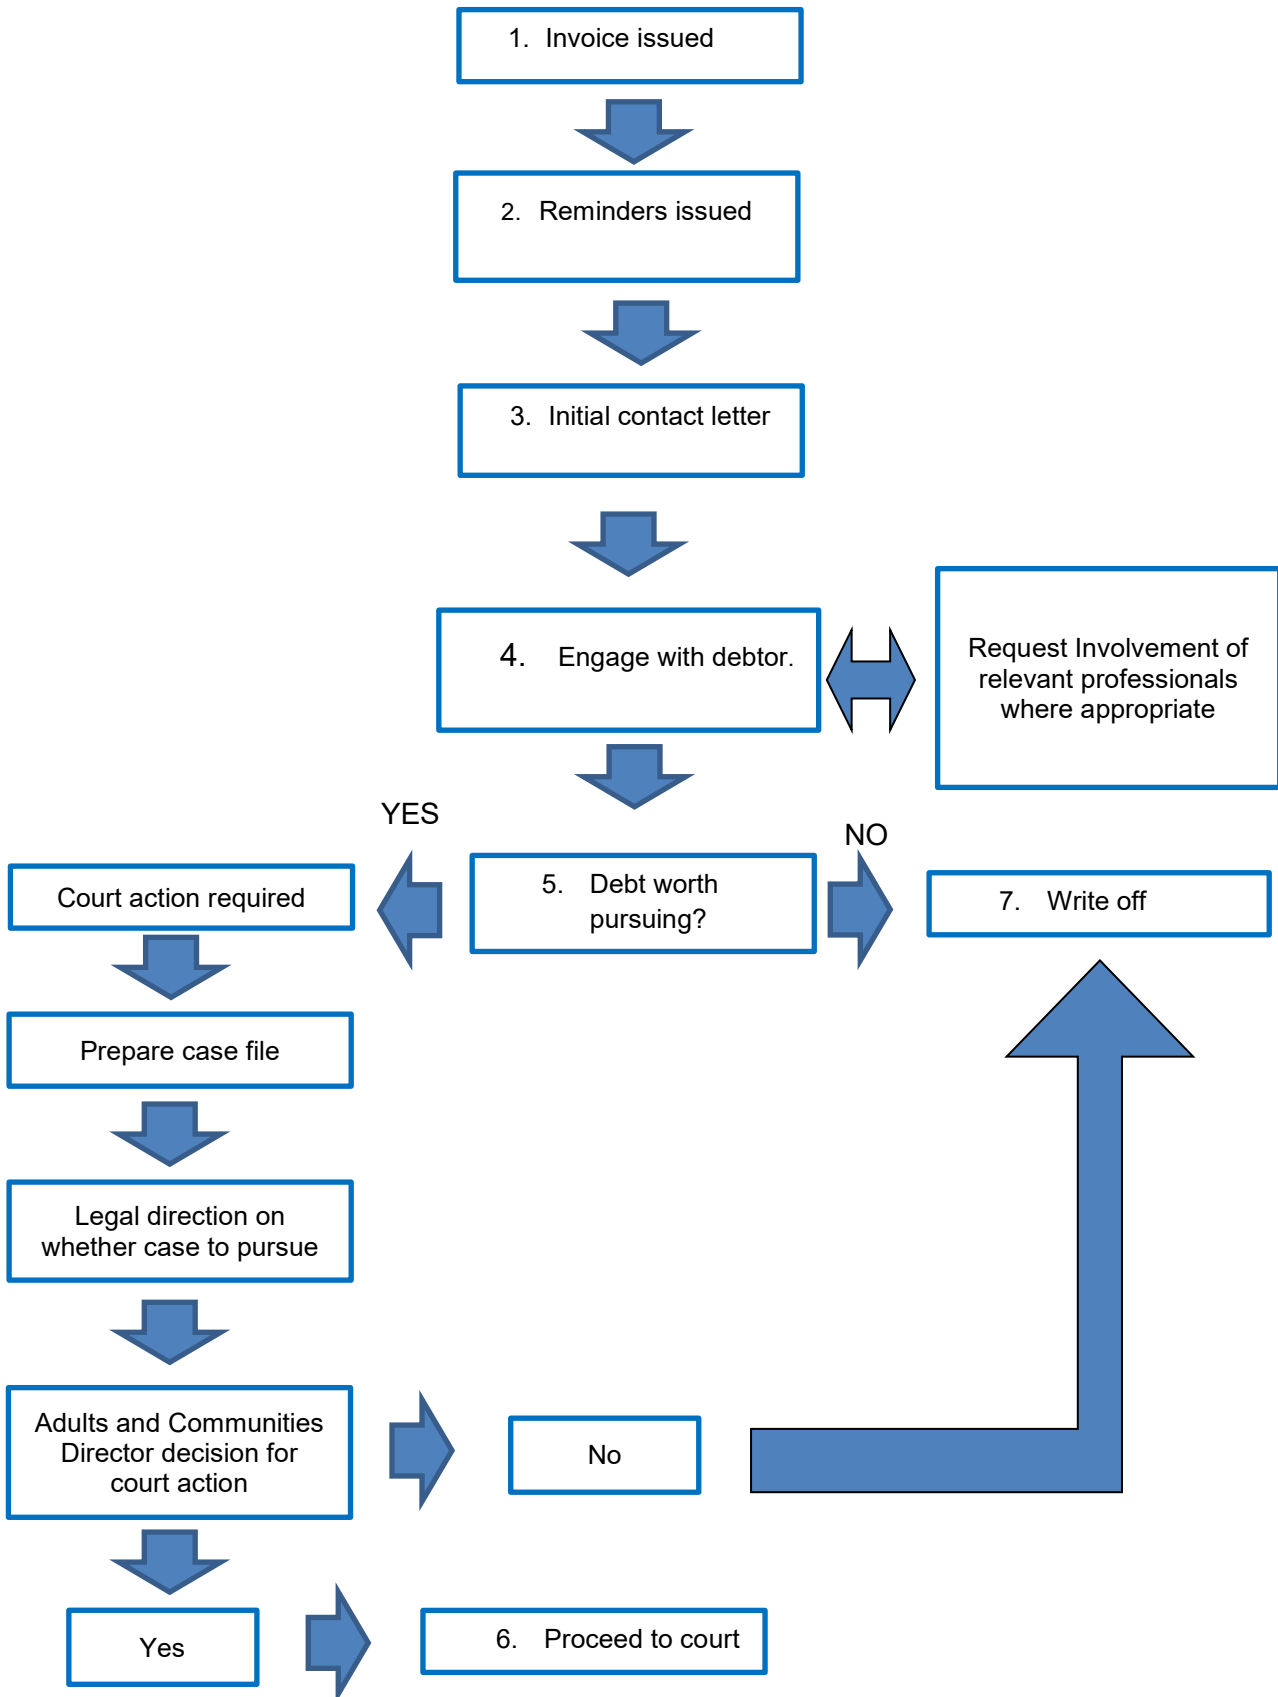 1. Invoice issued
2. Reminders issued
3. Initial contact letter
4. Engage with debtor.
Request Involvement of
relevant professionals
where appropriate
YES
NO
5. Debt worth
pursuing?
Court action required
7. Write off
Prepare case file
Legal direction on
whether case to pursue
Adults and Communities
Director decision for
court action
No
Yes
6. Proceed to court